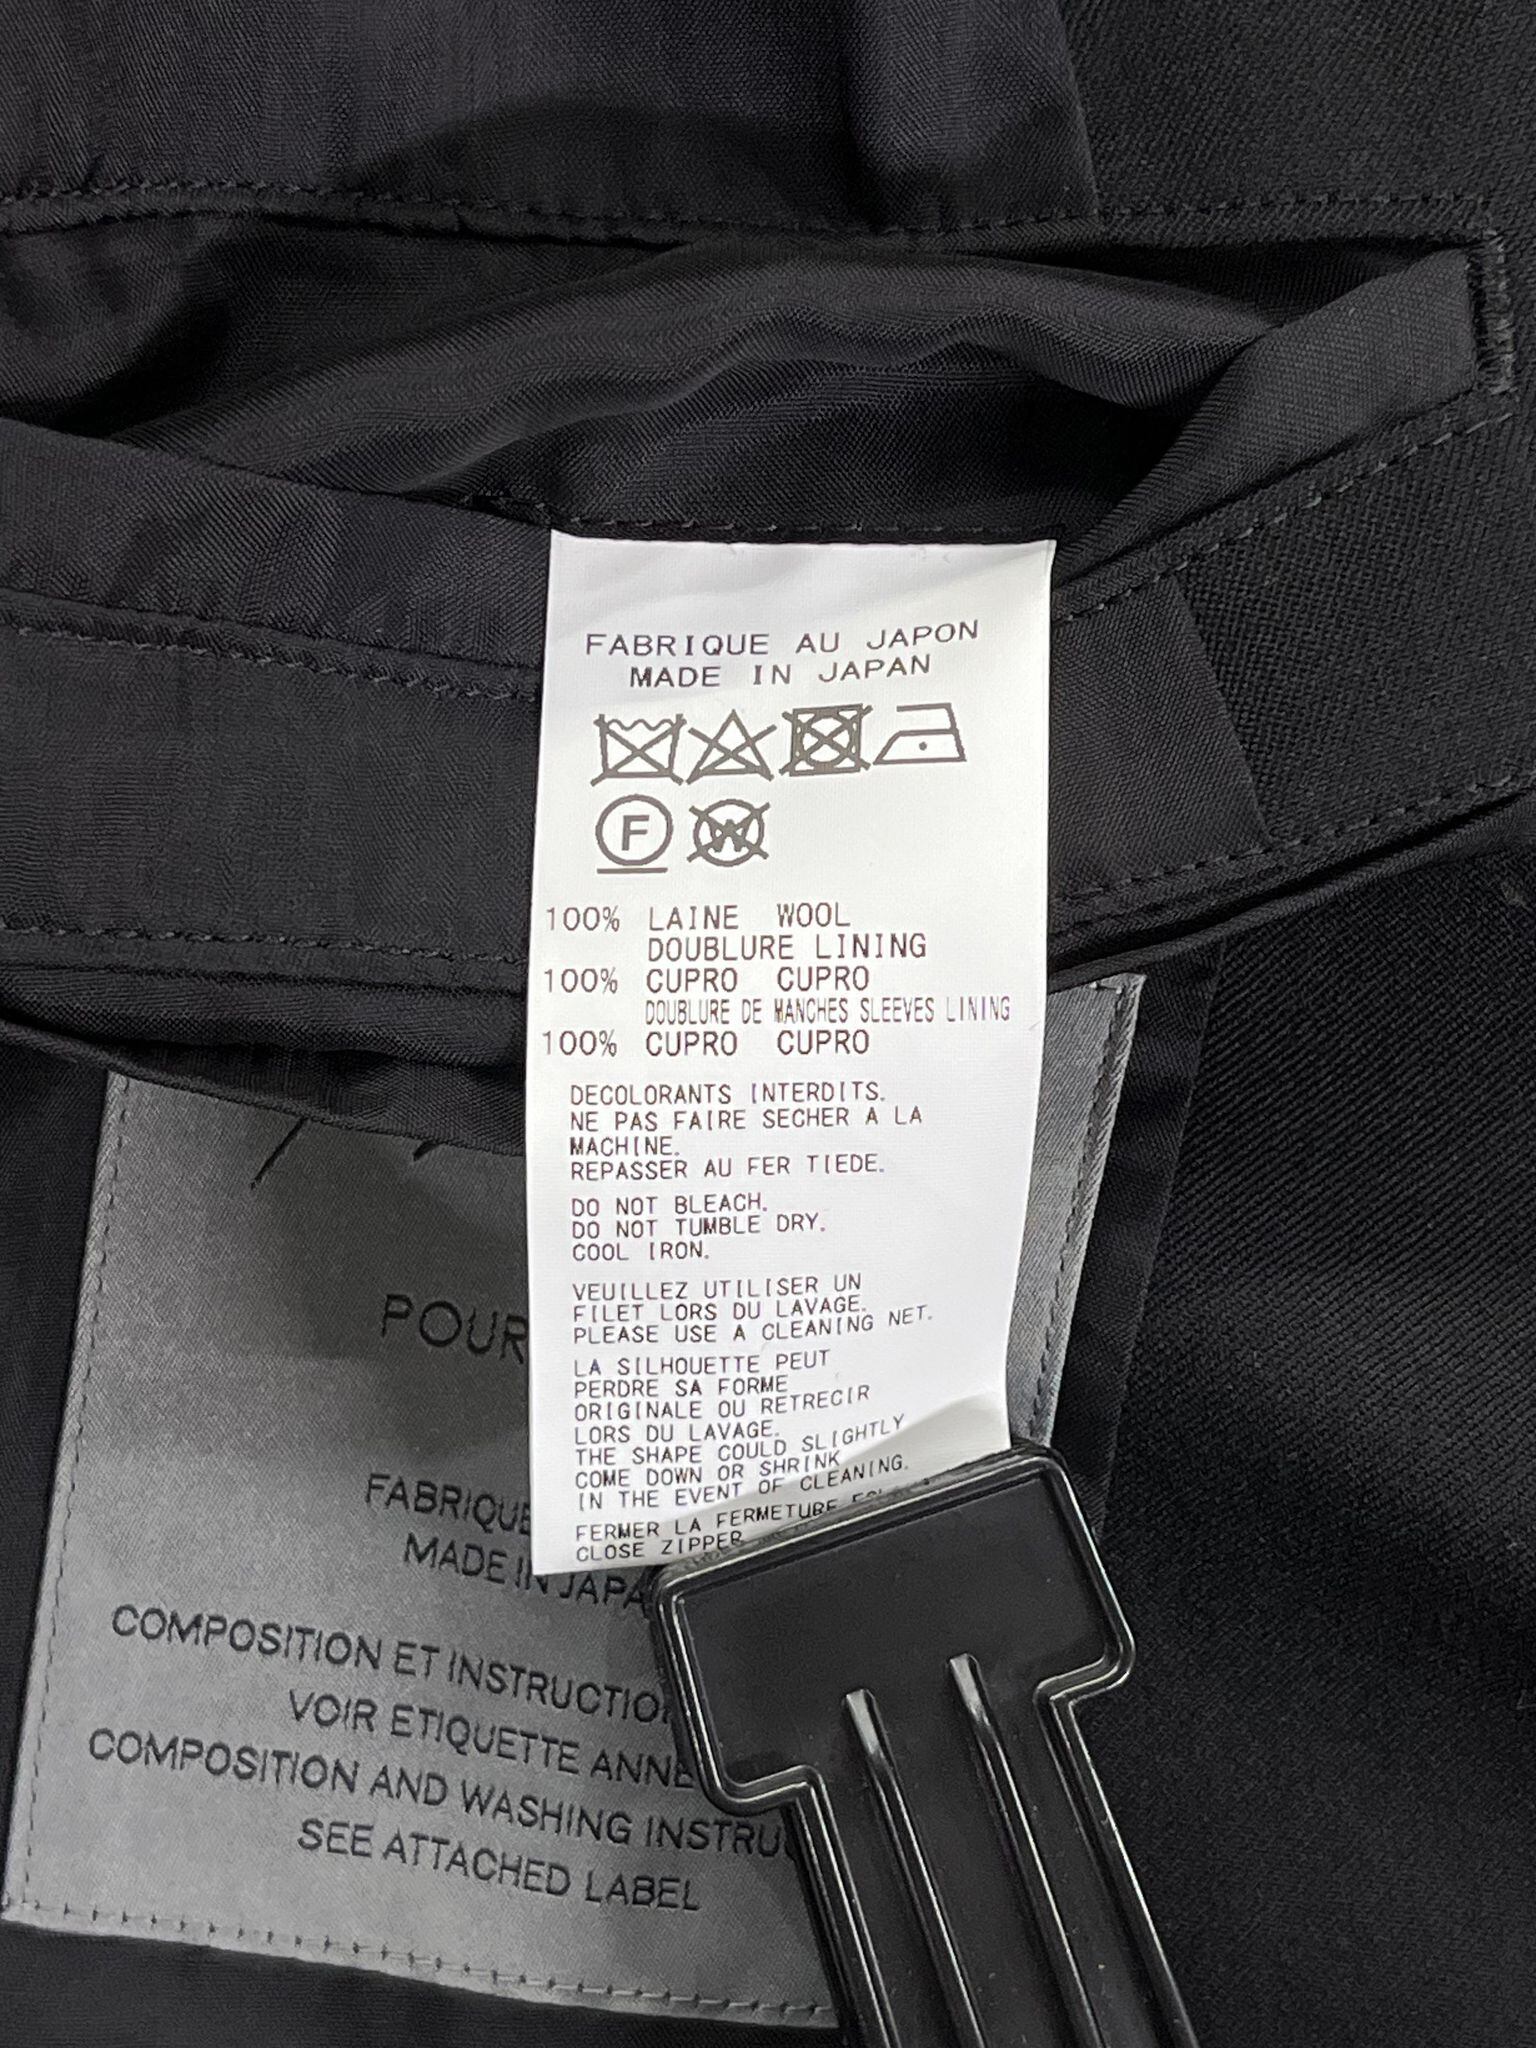 FABRIQUE AU JAPON
MADE IN JAPAN
F W
100% LAINE WOOL
DOUBLURE LINING
100% CUPRO CUPRO
DOUBLURE DE MANCHES SLEEVES LINING
100% CUPRO CUPRO
DECOLORANTS INTERDITS.
NE PAS FAIRE SECHER A LA
MACHINE.
REPASSER AU FER TIEDE.
DO NOT BLEACH.
DO NOT TUMBLE DRY.
COOL IRON.
VEUILLEZ UTILISER UN
FILET LORS DU LAVAGE.
PLEASE USE A CLEANING NET.
LA SILHOUETTE PEUT
PERDRE SA FORME
ORIGINALE OU RETRECIR
LORS DU LAVAGE.
THE SHAPE COULD SLIGHTLY
COME DOWN OR SHRINK
IN THE EVENT OF CLEANING.
FERMER LA FERMETURE
CLOSE ZIPPER
POUR
FABRIQUE
MADE IN JAPA
COMPOSITION ET INSTRUCTIO
VOIR ETIQUETTE ANNE
COMPOSITION AND WASHING INSTRU
SEE ATTACHED LABEL